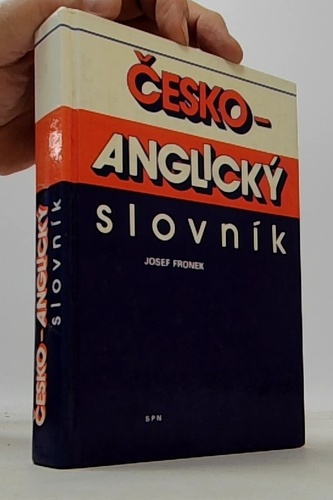 ČESKO-
ANGLICKÝ
slovník
JOSEF FRONEK
SPN
ČESKO-ANGLICKÝ
slovník